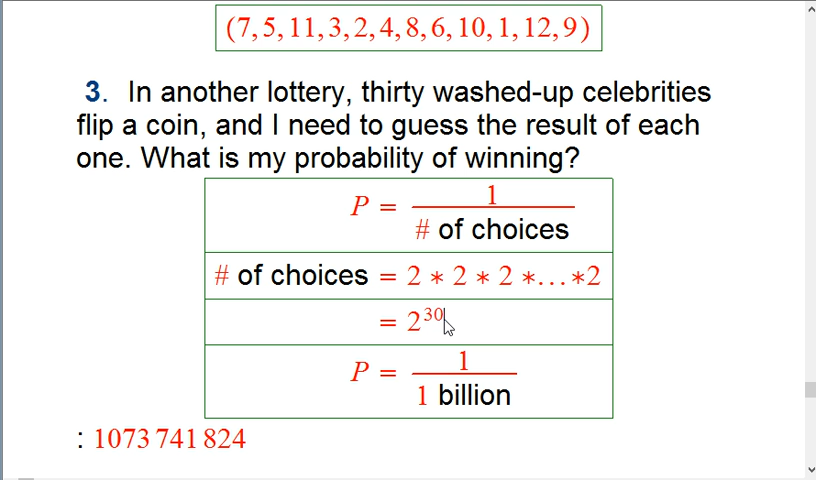 (7, 5, 11, 3, 2, 4, 8, 6, 10, 1, 12, 9)
3. In another lottery, thirty washed-up celebrities
flip a coin, and I need to guess the result of each
one. What is my probability of winning?
P = 1 / # of choices
# of choices = 2 * 2 * 2 *...*2
= 2^30
P = 1 / 1 billion
: 1073 741 824